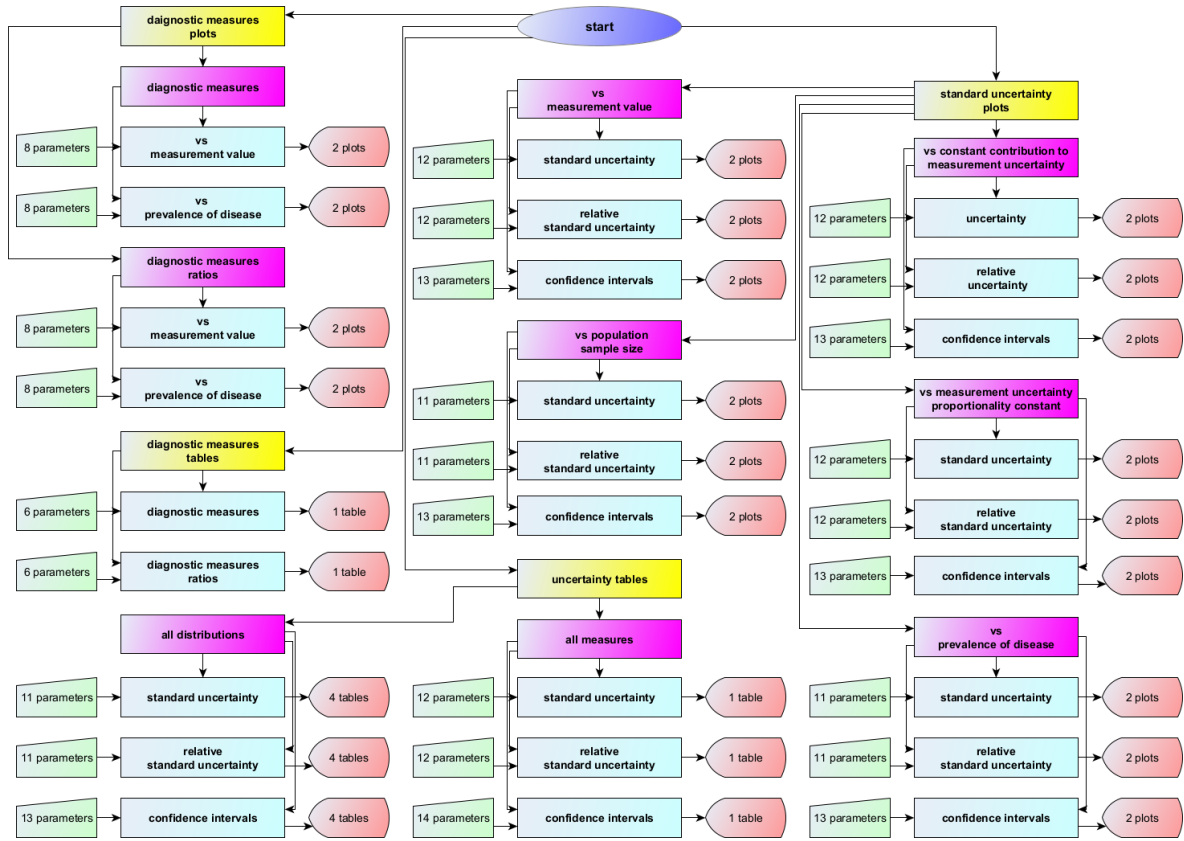 start
daignostic measures
plots
diagnostic measures
8 parameters
vs
measurement value
2 plots
8 parameters
vs
prevalence of disease
2 plots
diagnostic measures
ratios
8 parameters
vs
measurement value
2 plots
8 parameters
vs
prevalence of disease
2 plots
diagnostic measures
tables
6 parameters
diagnostic measures
1 table
6 parameters
diagnostic measures
ratios
1 table
all distributions
11 parameters
standard uncertainty
4 tables
11 parameters
relative
standard uncertainty
4 tables
13 parameters
confidence intervals
4 tables
vs
measurement value
12 parameters
standard uncertainty
2 plots
12 parameters
relative
standard uncertainty
2 plots
13 parameters
confidence intervals
2 plots
vs population
sample size
11 parameters
standard uncertainty
2 plots
11 parameters
relative
standard uncertainty
2 plots
13 parameters
confidence intervals
2 plots
uncertainty tables
all measures
12 parameters
standard uncertainty
1 table
12 parameters
relative
standard uncertainty
1 table
14 parameters
confidence intervals
1 table
standard uncertainty
plots
vs constant contribution to
measurement uncertainty
12 parameters
uncertainty
2 plots
12 parameters
relative
uncertainty
2 plots
13 parameters
confidence intervals
2 plots
vs measurement uncertainty
proportionality constant
12 parameters
standard uncertainty
2 plots
12 parameters
relative
standard uncertainty
2 plots
13 parameters
confidence intervals
2 plots
vs
prevalence of disease
11 parameters
standard uncertainty
2 plots
11 parameters
relative
standard uncertainty
2 plots
13 parameters
confidence intervals
2 plots